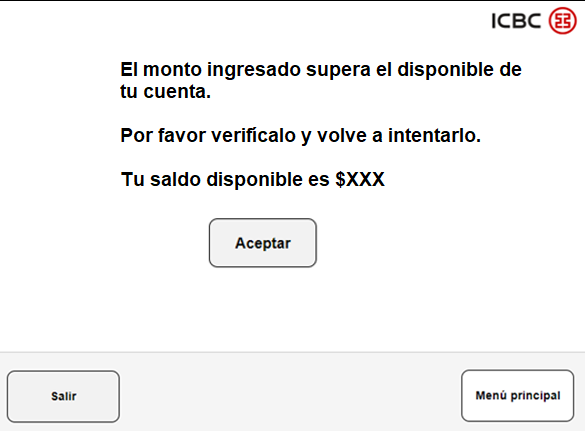 ICBC
El monto ingresado supera el disponible de
tu cuenta.
Por favor verifícalo y volve a intentarlo.
Tu saldo disponible es $XXX
Aceptar
Salir
Menú principal